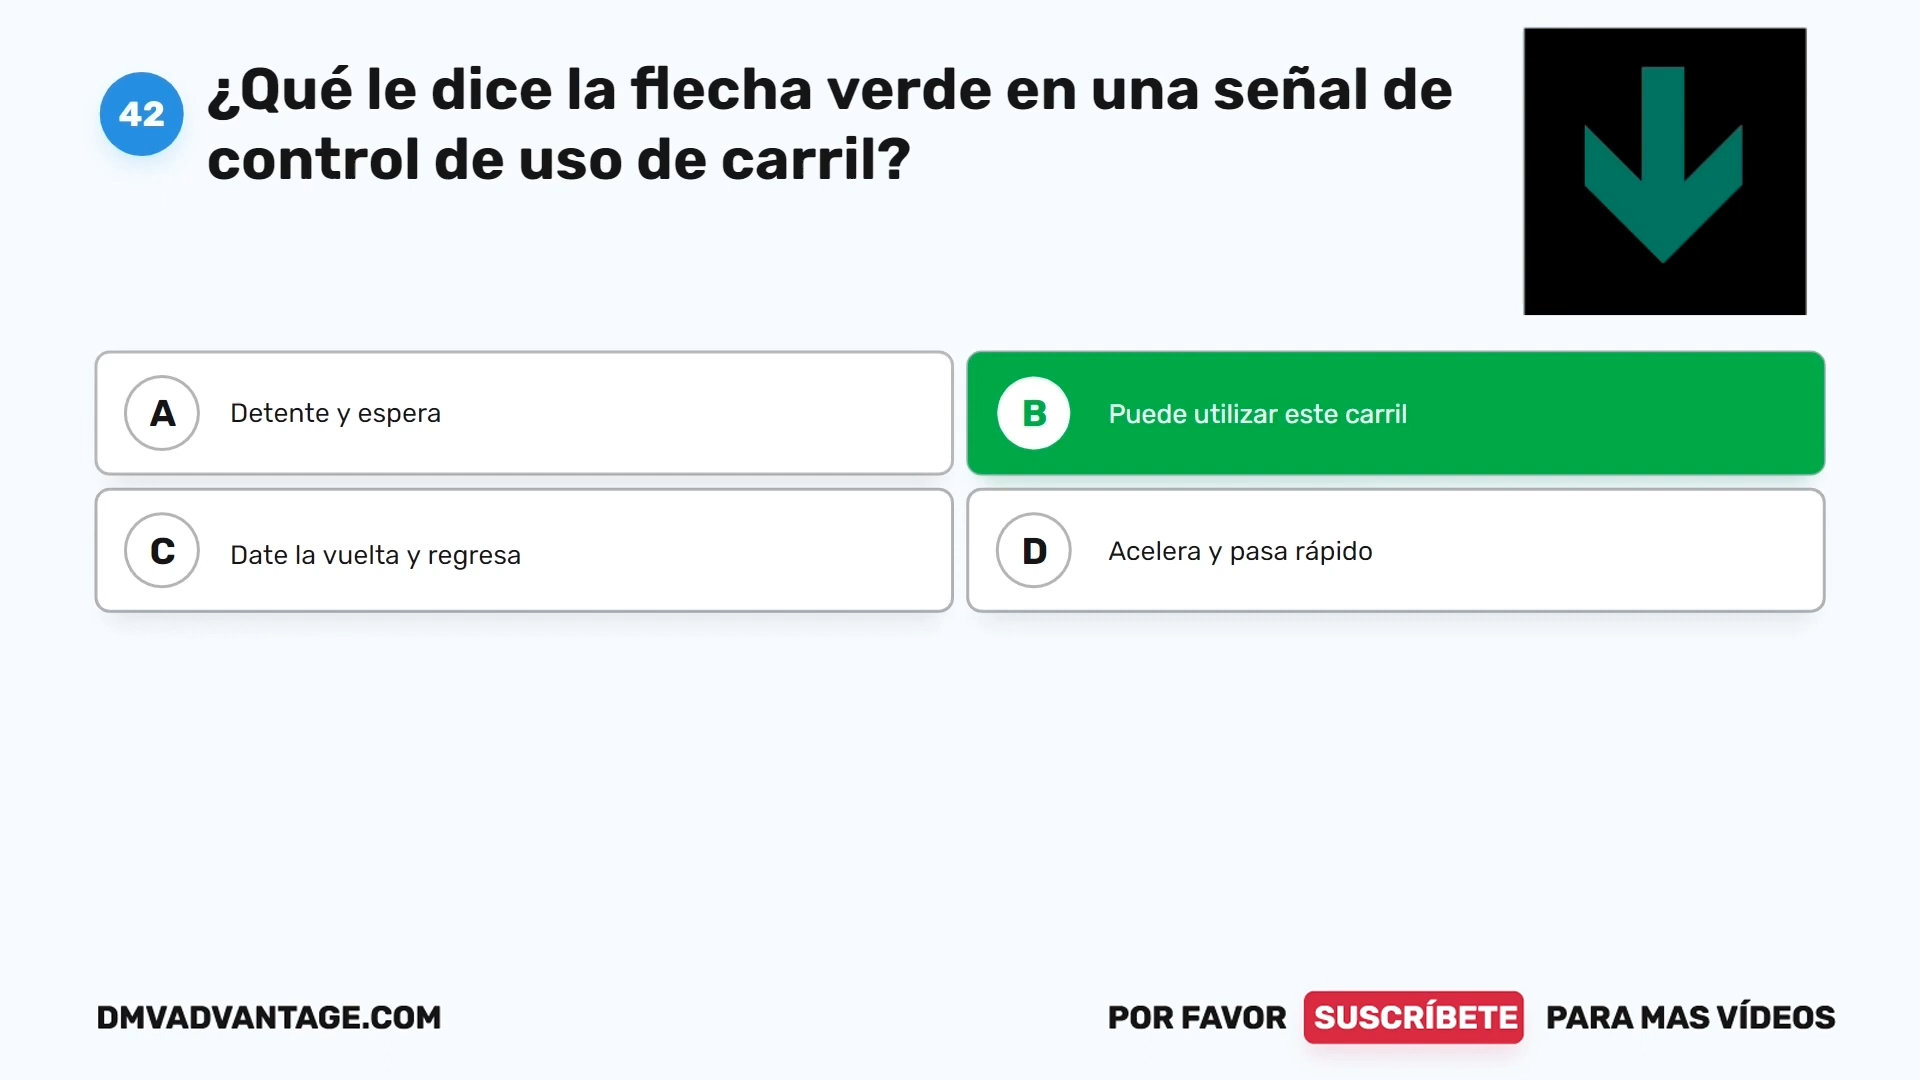 42
¿Qué le dice la flecha verde en una señal de
control de uso de carril?
A Detente y espera
B Puede utilizar este carril
C Date la vuelta y regresa
D Acelera y pasa rápido
DMVADVANTAGE.COM
POR FAVOR SUSCRÍBETE PARA MAS VÍDEOS